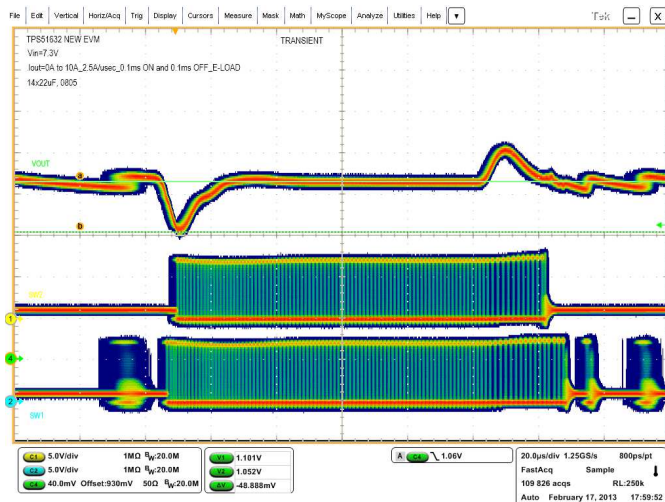 File Edit Vertical Horiz/Acq Trig Display Cursors Measure Mask Math MyScope Analyze Utilities Help Tek X
TPS51632 NEW EVM TRANSIENT
Vin=7.3V
Iout=0A to 10A_2.5A/usec_0.1ms ON and 0.1ms OFF_E-LOAD
14x22uF, 0805
VOUT
a
b
SW2
1
4
2
SW1
C1 5.0V/div 1MΩ BW:20.0M
C2 5.0V/div 1MΩ BW:20.0M
C4 40.0mV Offset:930mV 50Ω BW:20.0M
V1 1.101V
V2 1.052V
ΔV -48.888mV
A C4 1.06V
20.0µs/div 1.25GS/s 800ps/pt
FastAcq Sample
109 826 acqs RL:250k
Auto February 17, 2013 17:59:5